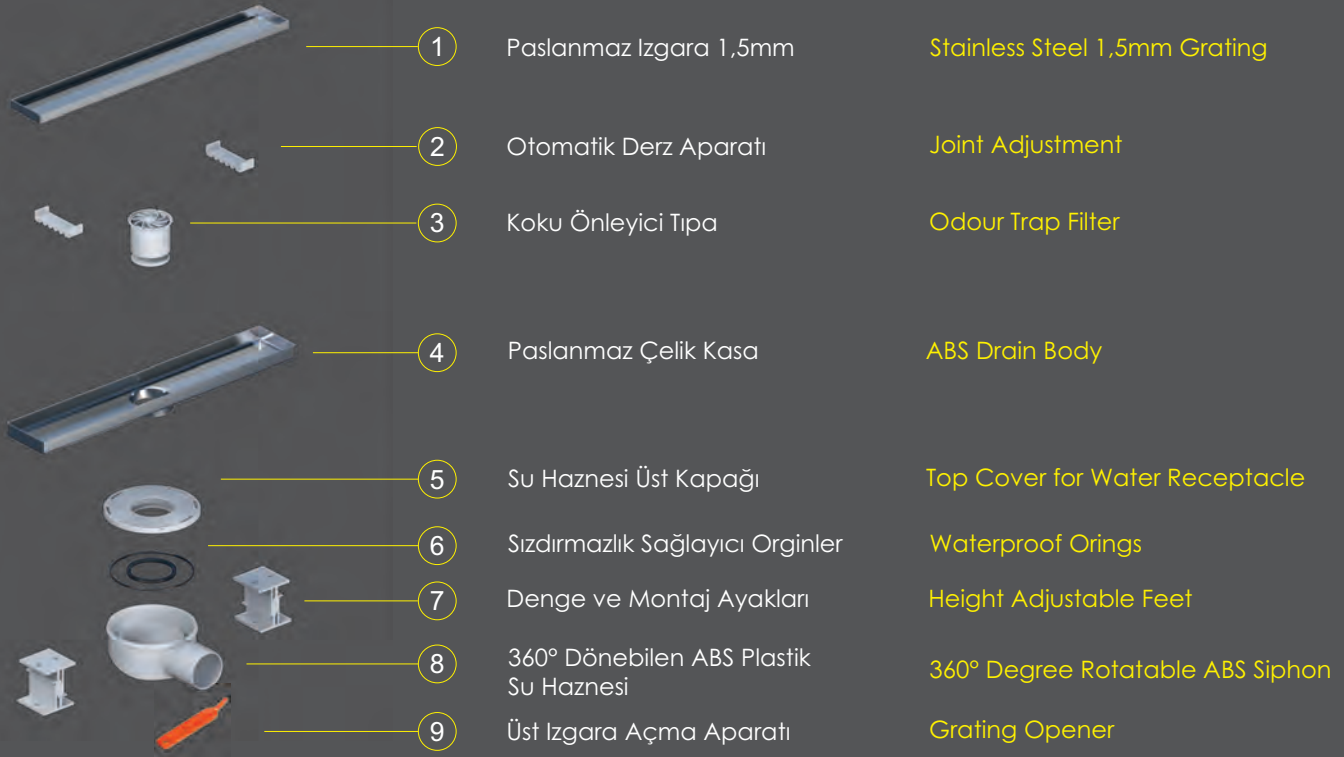 1 Paslanmaz Izgara 1,5mm Stainless Steel 1,5mm Grating
2 Otomatik Derz Aparatı Joint Adjustment
3 Koku Önleyici Tıpa Odour Trap Filter
4 Paslanmaz Çelik Kasa ABS Drain Body
5 Su Haznesi Üst Kapağı Top Cover for Water Receptacle
6 Sızdırmazlık Sağlayıcı Orginler Waterproof Orings
7 Denge ve Montaj Ayakları Height Adjustable Feet
8 360° Dönebilen ABS Plastik
Su Haznesi
360° Degree Rotatable ABS Siphon
9 Üst Izgara Açma Aparatı Grating Opener